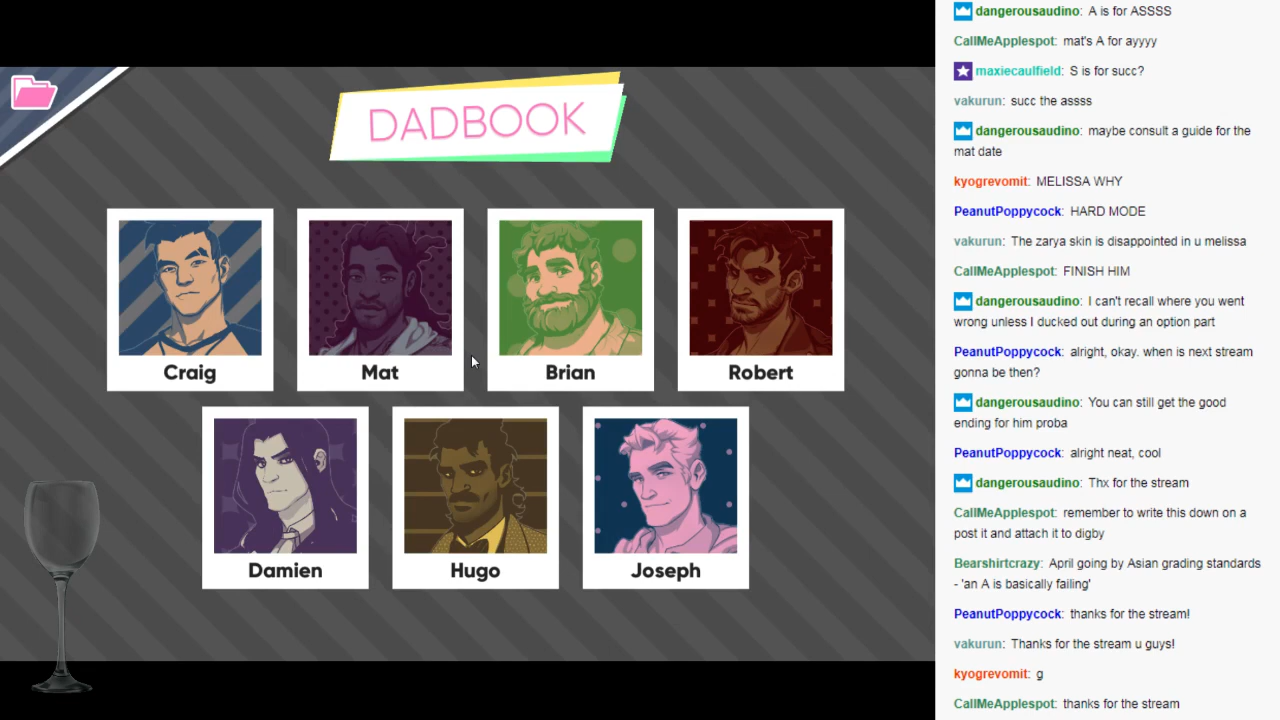 DADBOOK
Craig
Mat
Brian
Robert
Damien
Hugo
Joseph
dangerousaudino: A is for ASSSS
CallMeApplespot: mat's A for ayyyy
maxiecaulfield: S is for succ?
vakurun: succ the assss
dangerousaudino: maybe consult a guide for the
mat date
kyogrevomit: MELISSA WHY
PeanutPoppycock: HARD MODE
vakurun: The zarya skin is disappointed in u melissa
CallMeApplespot: FINISH HIM
dangerousaudino: I can't recall where you went
wrong unless I ducked out during an option part
PeanutPoppycock: alright, okay. when is next stream
gonna be then?
dangerousaudino: You can still get the good
ending for him proba
PeanutPoppycock: alright neat, cool
dangerousaudino: Thx for the stream
CallMeApplespot: remember to write this down on a
post it and attach it to digby
Bearshirtcrazy: April going by Asian grading standards
- 'an A is basically failing'
PeanutPoppycock: thanks for the stream!
vakurun: Thanks for the stream u guys!
kyogrevomit: g
CallMeApplespot: thanks for the stream